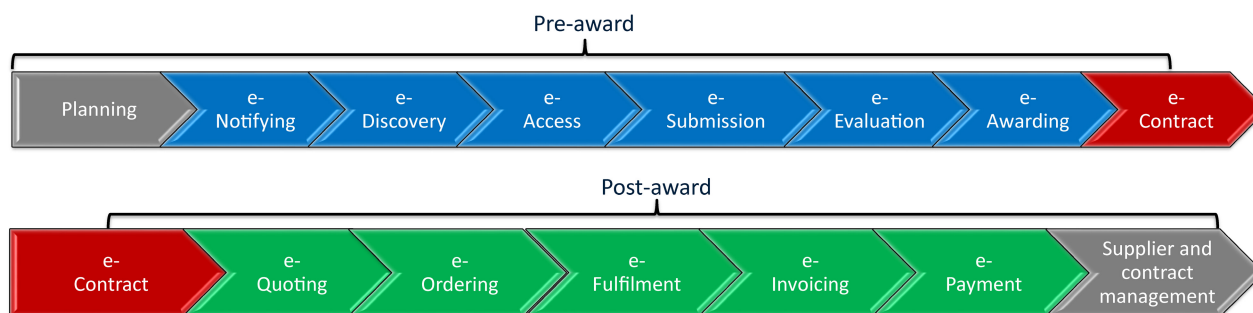 Pre-award
Planning
e-
Notifying
e-
Discovery
e-
Access
e-
Submission
e-
Evaluation
e-
Awarding
e-
Contract
Post-award
e-
Contract
e-
Quoting
e-
Ordering
e-
Fulfilment
e-
Invoicing
e-
Payment
Supplier and
contract
management